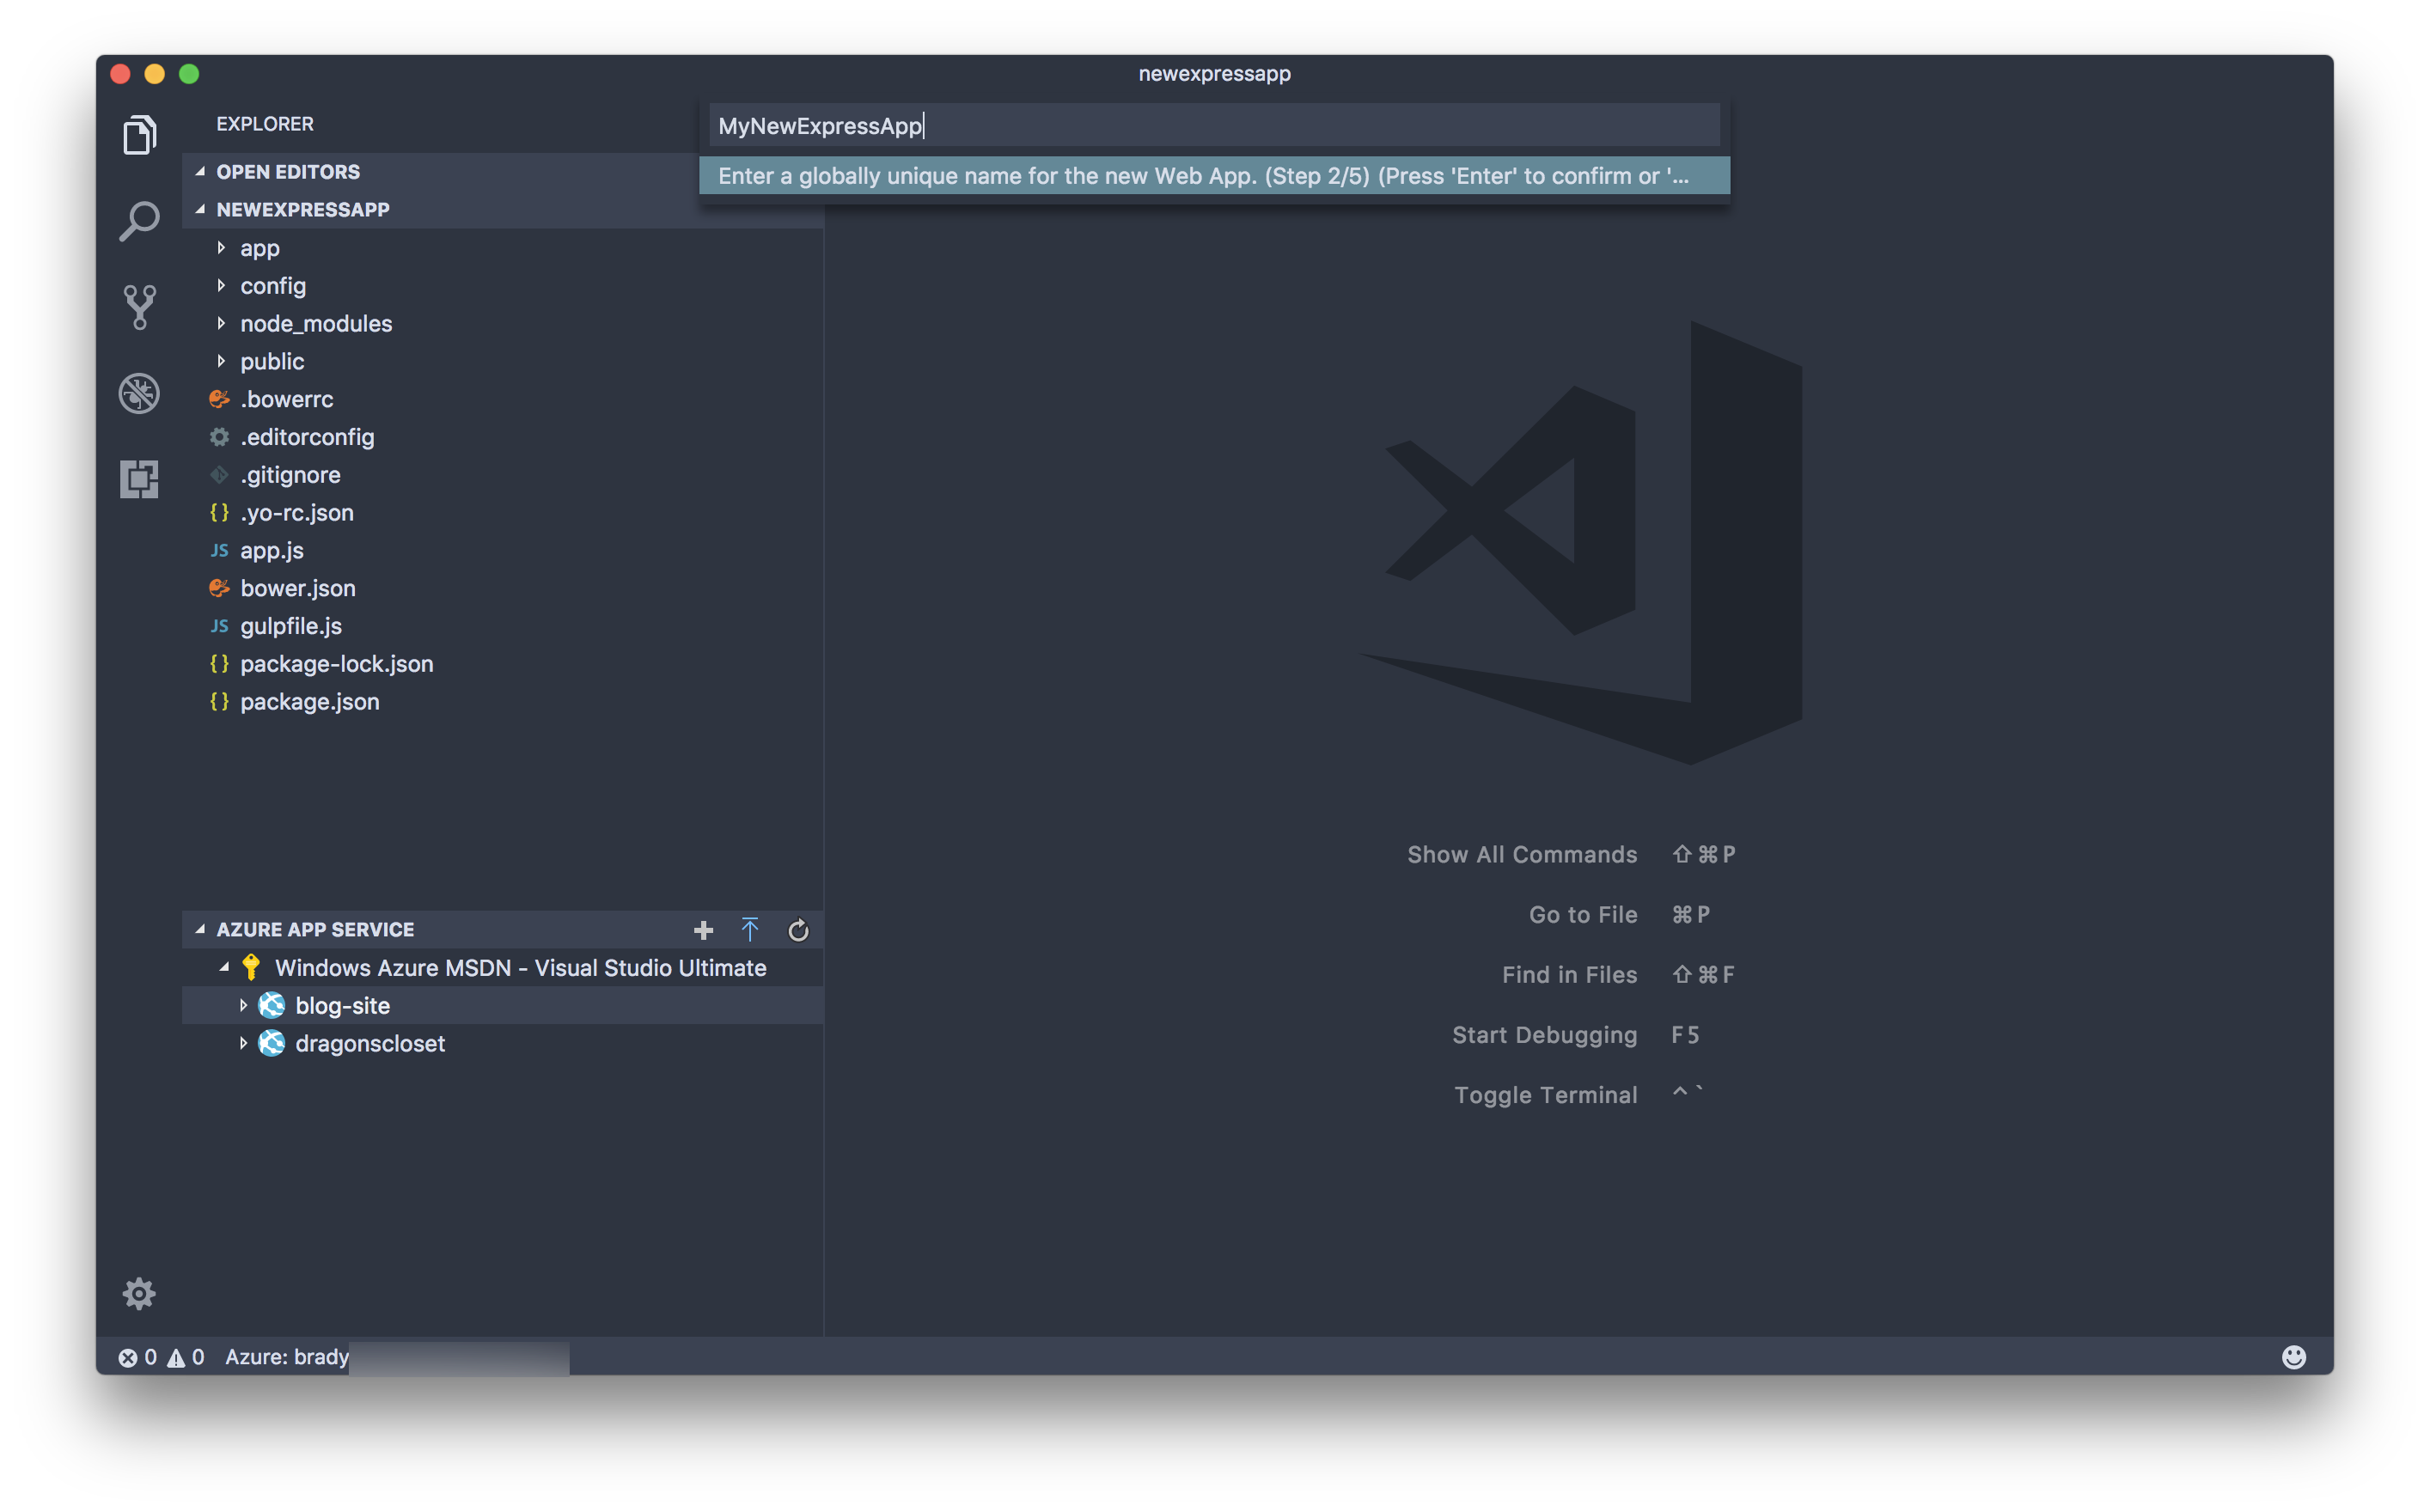 newexpressapp
EXPLORER
MyNewExpressApp
Enter a globally unique name for the new Web App. (Step 2/5) (Press 'Enter' to confirm or '...
OPEN EDITORS
NEWEXPRESSAPP
app
config
node_modules
public
.bowerrc
.editorconfig
.gitignore
{} .yo-rc.json
JS app.js
bower.json
JS gulpfile.js
{} package-lock.json
{} package.json
AZURE APP SERVICE
Windows Azure MSDN - Visual Studio Ultimate
blog-site
dragonscloset
Show All Commands ⇧⌘P
Go to File ⌘P
Find in Files ⇧⌘F
Start Debugging F5
Toggle Terminal ^`
0 0 Azure: brady